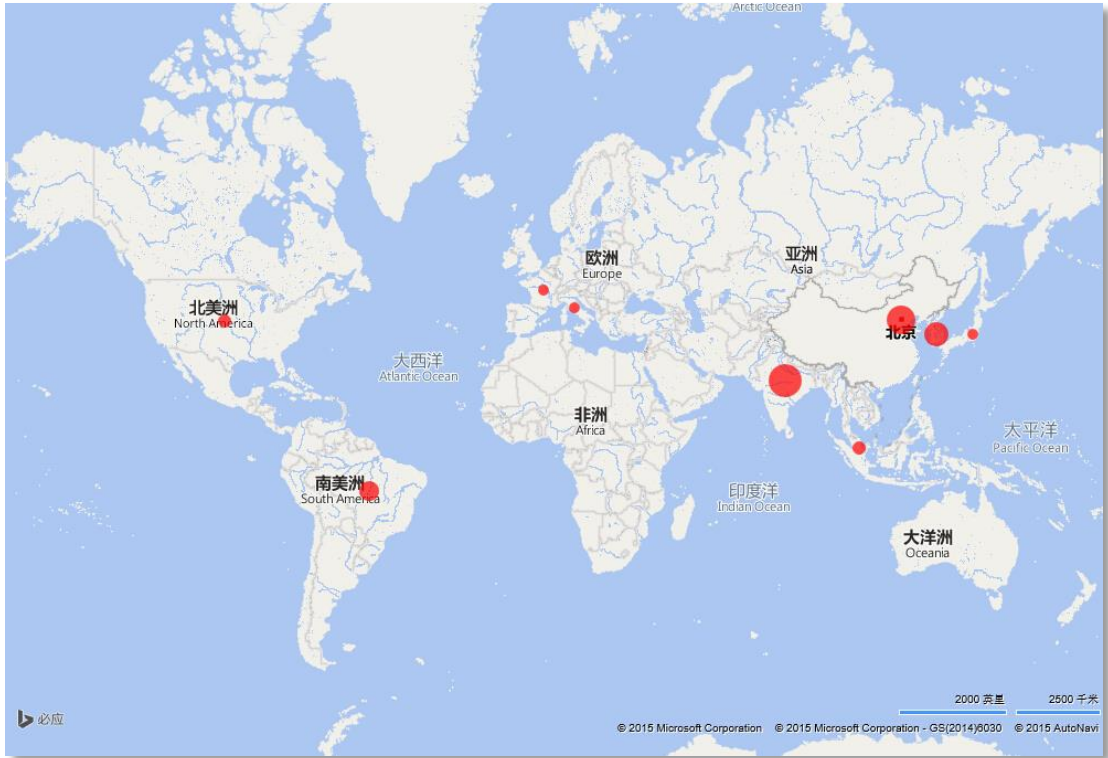 Arctic Ocean
欧洲
Europe
亚洲
Asia
北美洲
North America
北京
大西洋
Atlantic Ocean
非洲
Africa
太平洋
Pacific Ocean
南美洲
South America
印度洋
Indian Ocean
大洋洲
Oceania
2000 英里
2500 千米
必应
© 2015 Microsoft Corporation
© 2015 Microsoft Corporation - GS(2014)6030
© 2015 AutoNavi